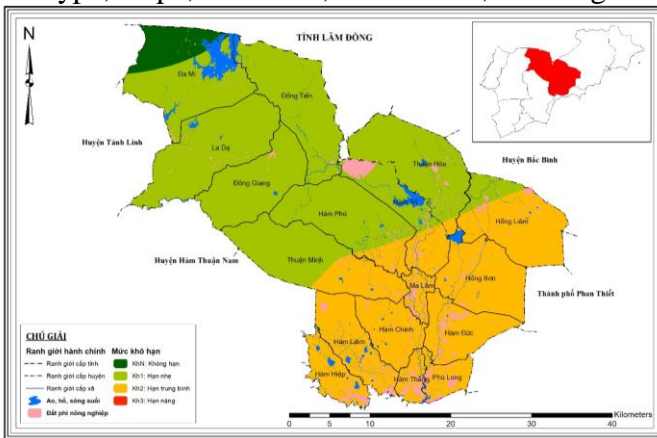 TỈNH LÂM ĐỒNG
N
Đa Mi
Đông Tiến
Huyện Tánh Linh
La Dạ
Thuận Hòa
Huyện Bắc Bình
Đông Giang
Hàm Phú
Hồng Liêm
Thuận Minh
Huyện Hàm Thuận Nam
Ma Lâm
Hồng Sơn
Thành phố Phan Thiết
Hàm Chính
Hàm Đức
Hàm Liêm
Hàm Hiệp
Hàm Thắng
Phú Long
CHÚ GIẢI
Ranh giới hành chính Mức khô hạn
Ranh giới cấp tỉnh KhN: Không hạn
Ranh giới cấp huyện Kh1: Hạn nhẹ
Ranh giới cấp xã Kh2: Hạn trung bình
Ao, hồ, sông suối Kh3: Hạn nặng
Đất phi nông nghiệp
Kilometers
0 5 10 20 30 40